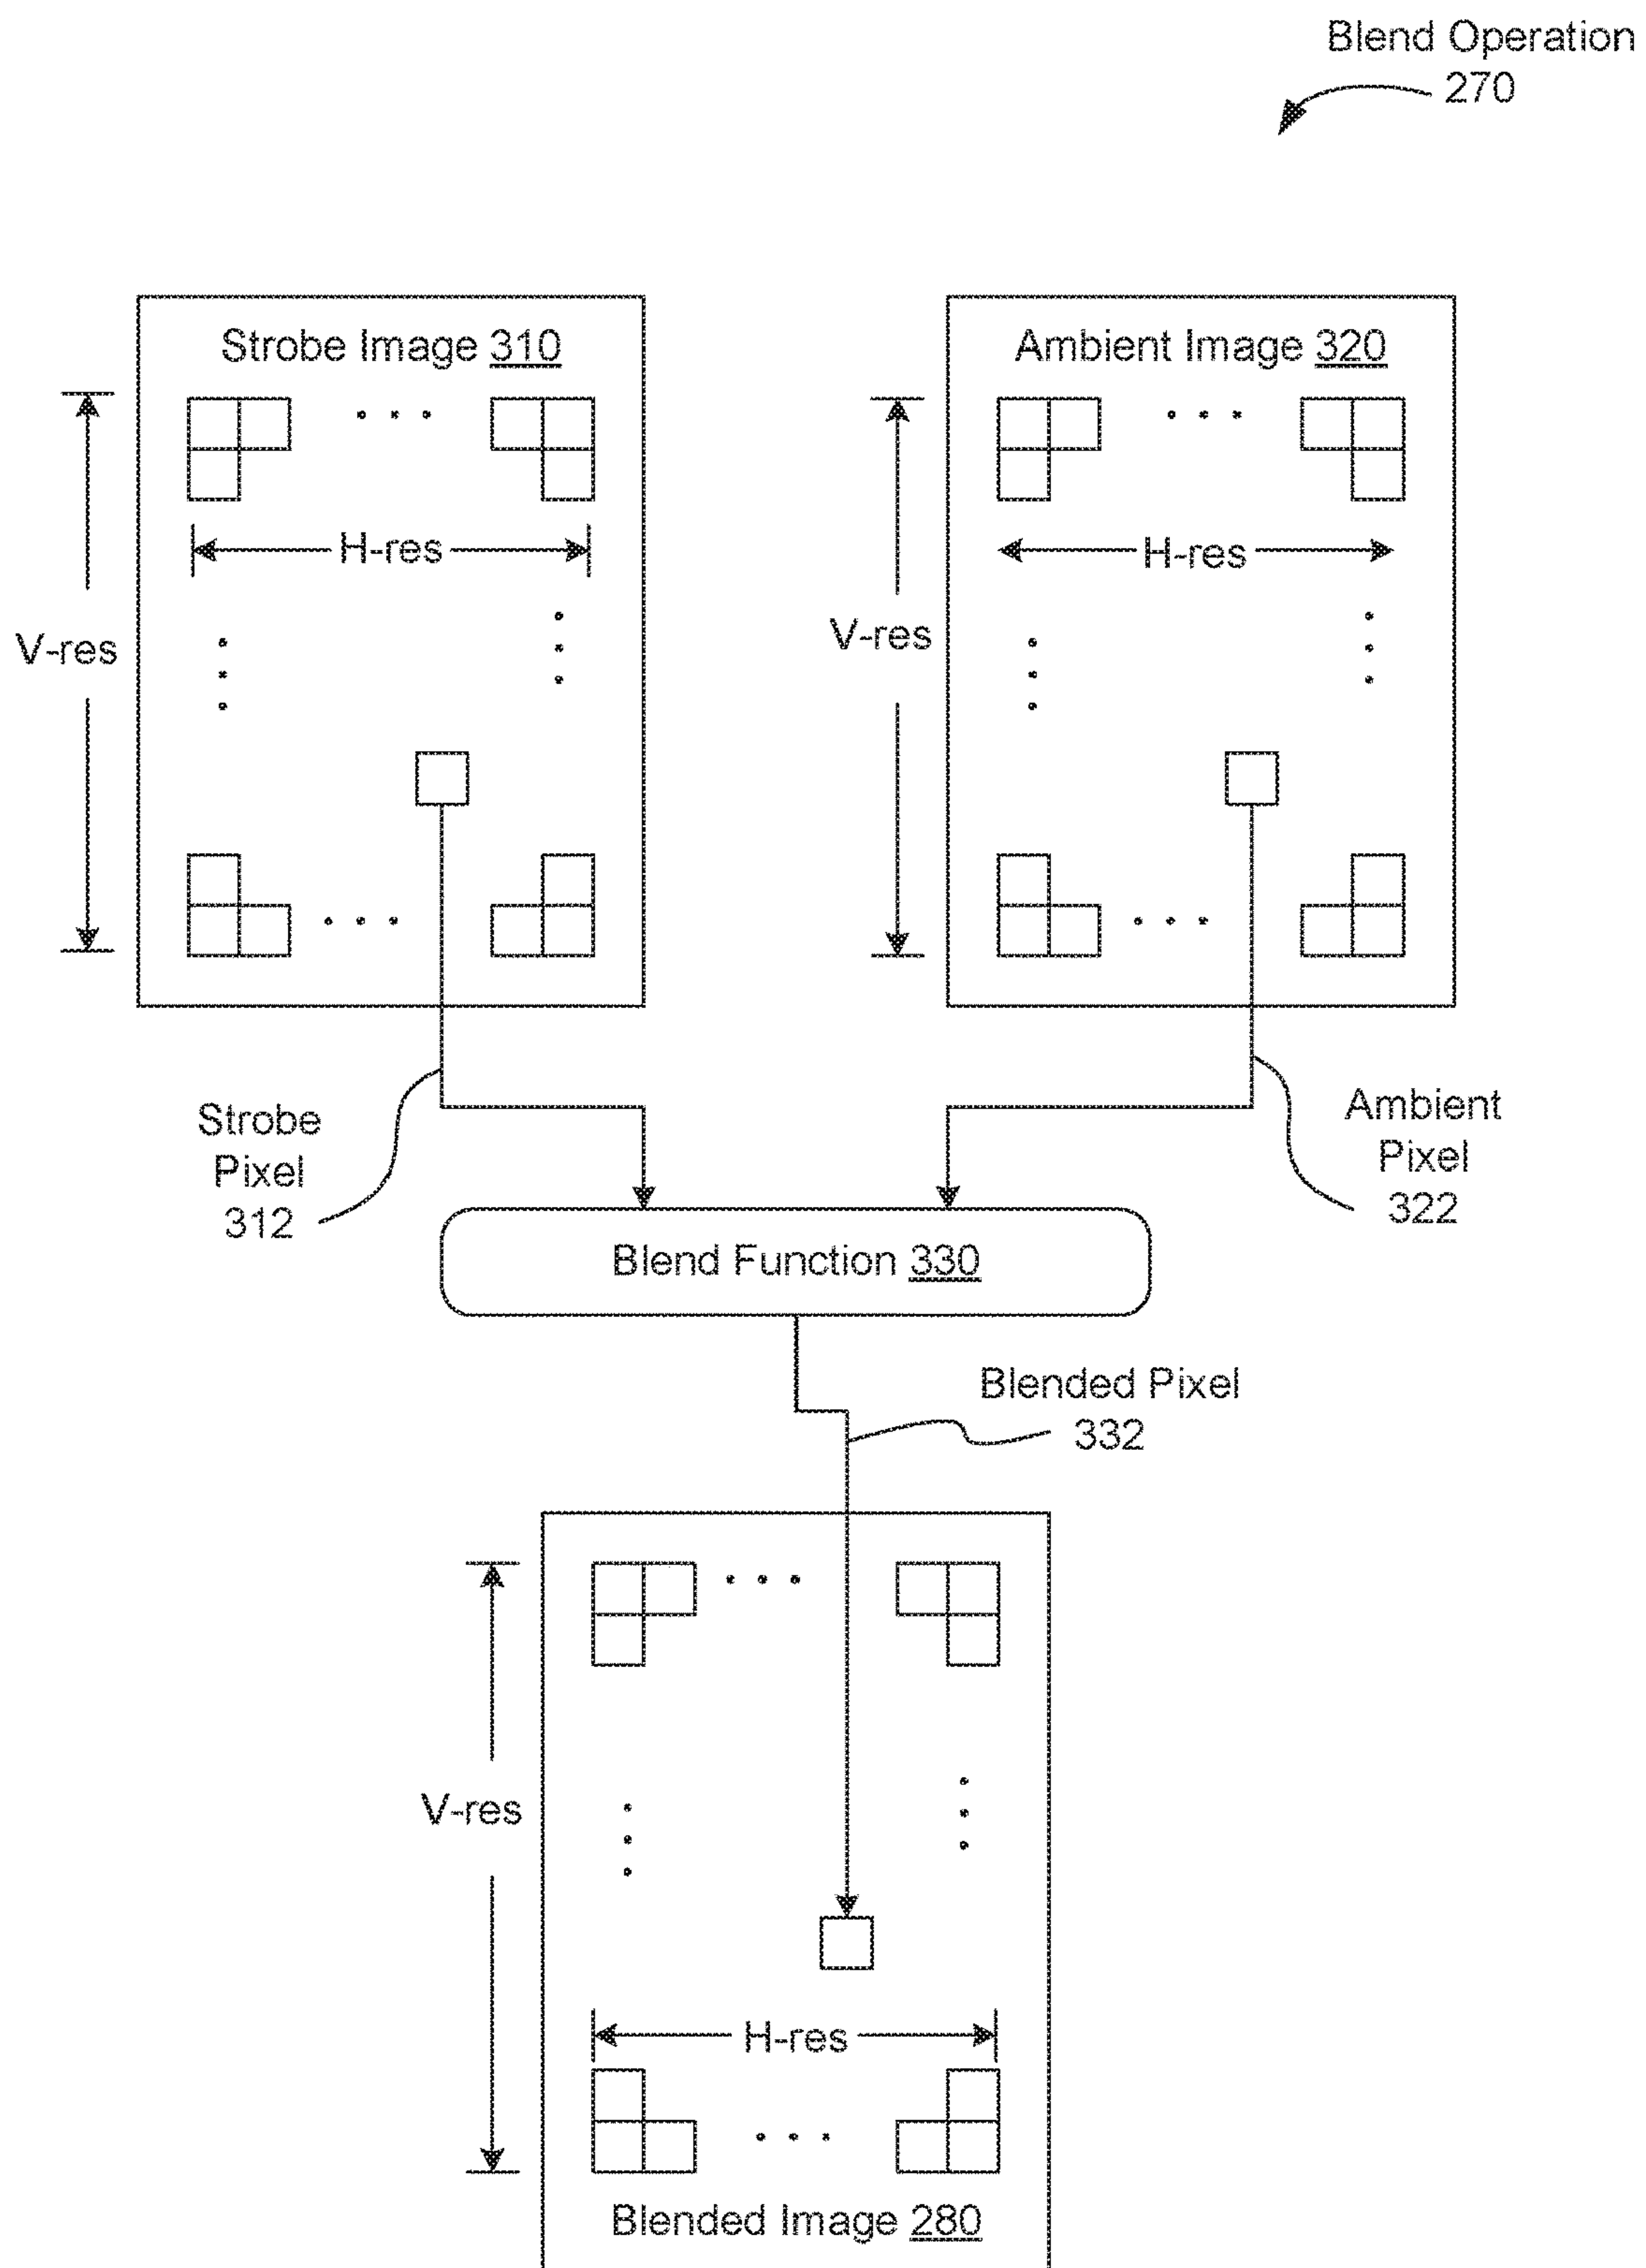 Blend Operation
270
Strobe Image 310
Ambient Image 320
H-res
H-res
V-res
V-res
Strobe
Pixel
312
Ambient
Pixel
322
Blend Function 330
Blended Pixel
332
V-res
H-res
Blended Image 280